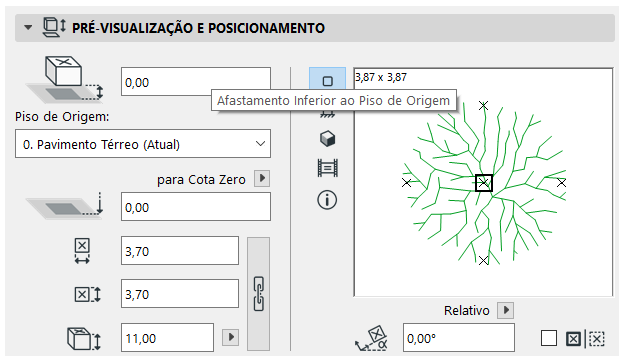 PRÉ-VISUALIZAÇÃO E POSICIONAMENTO
0,00
3,87 x 3,87
Afastamento Inferior ao Piso de Origem
Piso de Origem:
0. Pavimento Térreo (Atual)
para Cota Zero
0,00
3,70
3,70
Relativo
11,00
0,00°